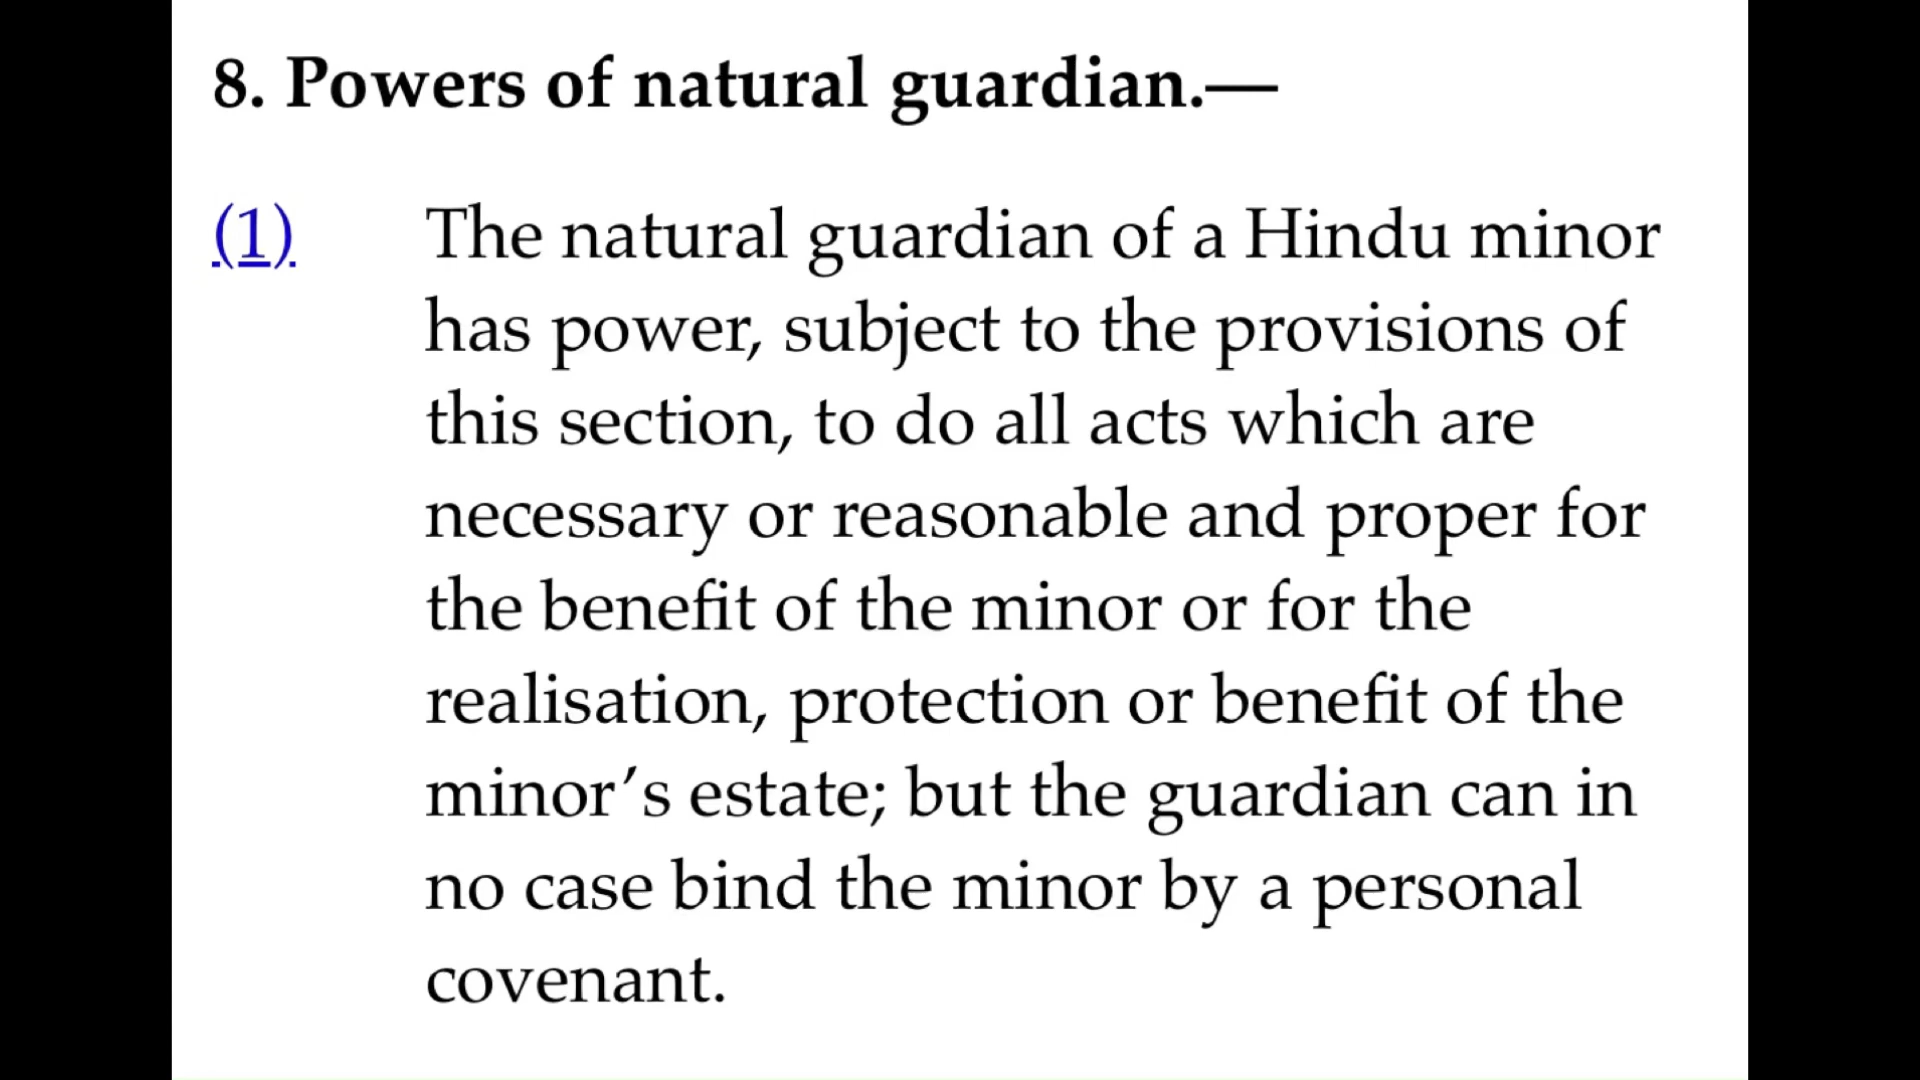 8. Powers of natural guardian.—
(1) The natural guardian of a Hindu minor
has power, subject to the provisions of
this section, to do all acts which are
necessary or reasonable and proper for
the benefit of the minor or for the
realisation, protection or benefit of the
minor’s estate; but the guardian can in
no case bind the minor by a personal
covenant.